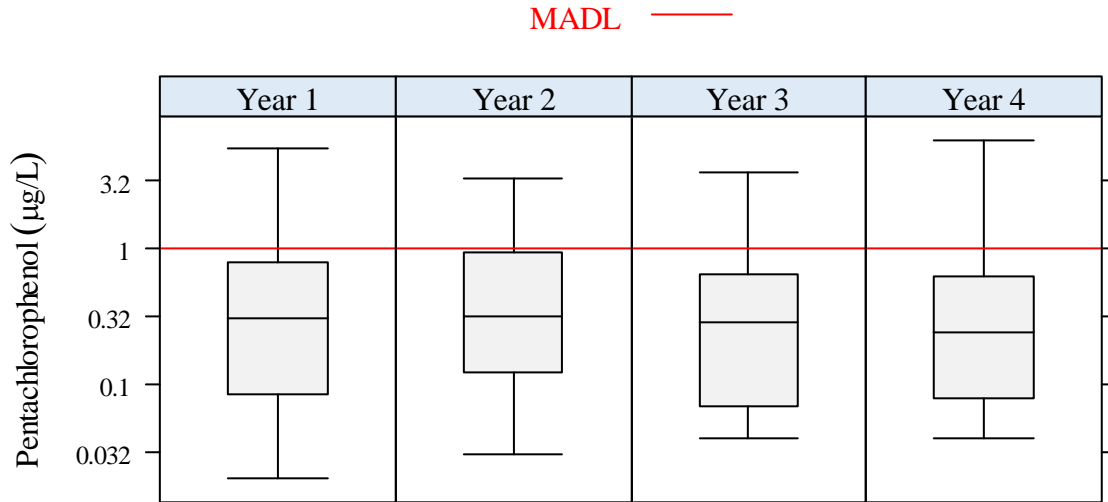 MADL
Year 1 Year 2 Year 3 Year 4
Pentachlorophenol (µg/L)
3.2
1
0.32
0.1
0.032